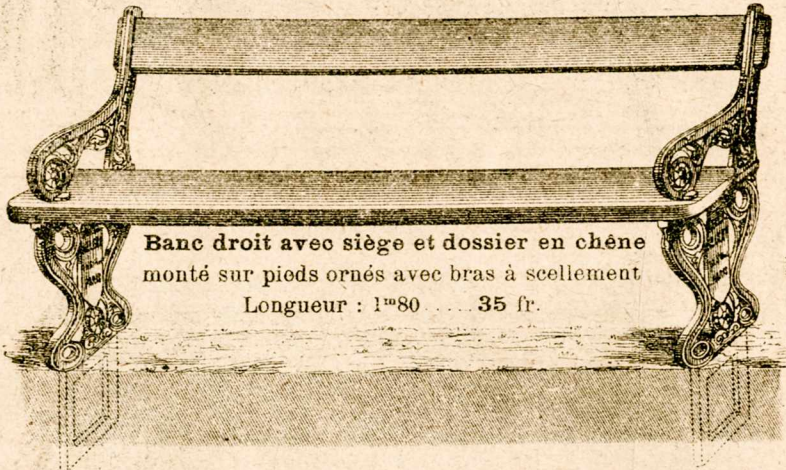 Banc droit avec siège et dossier en chêne
monté sur pieds ornés avec bras à scellement
Longueur : 1ᵐ80 ..... 35 fr.